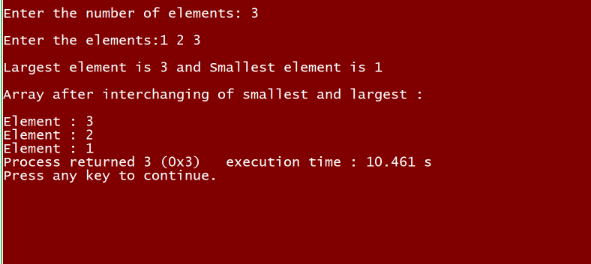 Enter the number of elements: 3
Enter the elements:1 2 3
Largest element is 3 and Smallest element is 1
Array after interchanging of smallest and largest :
Element : 3
Element : 2
Element : 1
Process returned 3 (0x3)   execution time : 10.461 s
Press any key to continue.